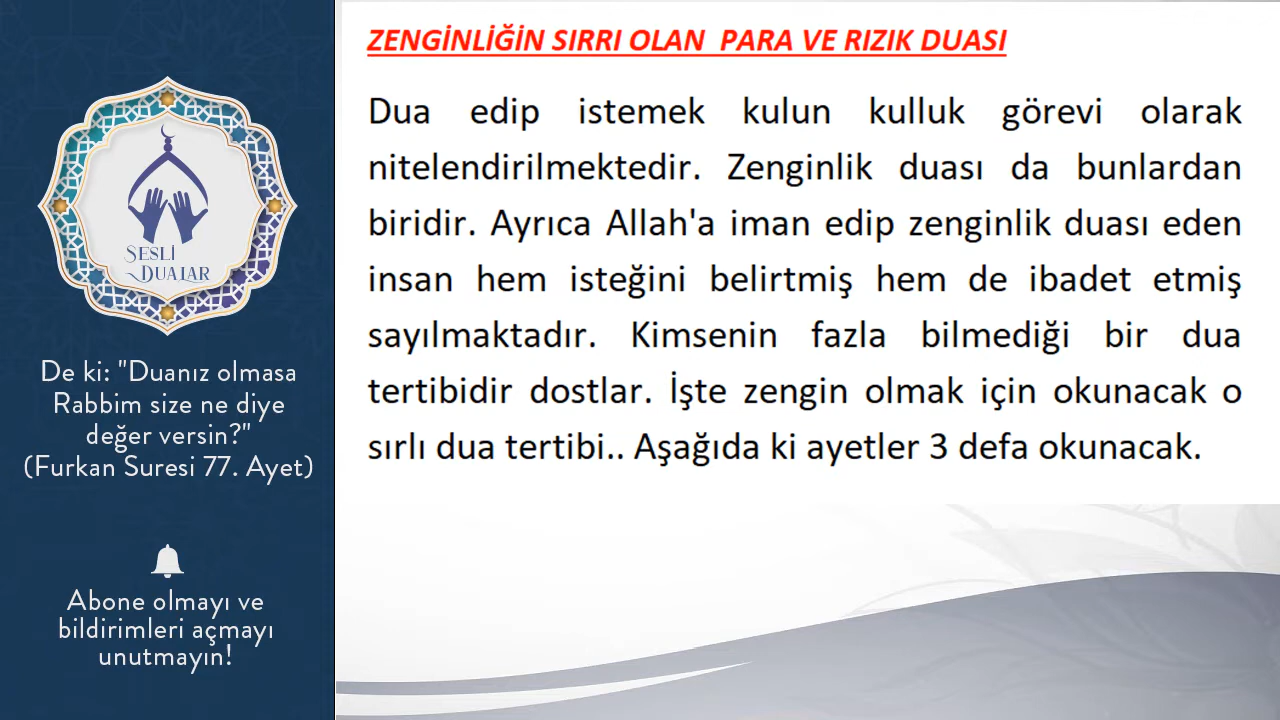 SESLİ
DUALAR
De ki: "Duanız olmasa
Rabbim size ne diye
değer versin?"
(Furkan Suresi 77. Ayet)
Abone olmayı ve
bildirimleri açmayı
unutmayın!
ZENGİNLİĞİN SIRRI OLAN  PARA VE RIZIK DUASI
Dua edip istemek kulun kulluk görevi olarak
nitelendirilmektedir. Zenginlik duası da bunlardan
biridir. Ayrıca Allah'a iman edip zenginlik duası eden
insan hem isteğini belirtmiş hem de ibadet etmiş
sayılmaktadır. Kimsenin fazla bilmediği bir dua
tertibidir dostlar. İşte zengin olmak için okunacak o
sırlı dua tertibi.. Aşağıda ki ayetler 3 defa okunacak.